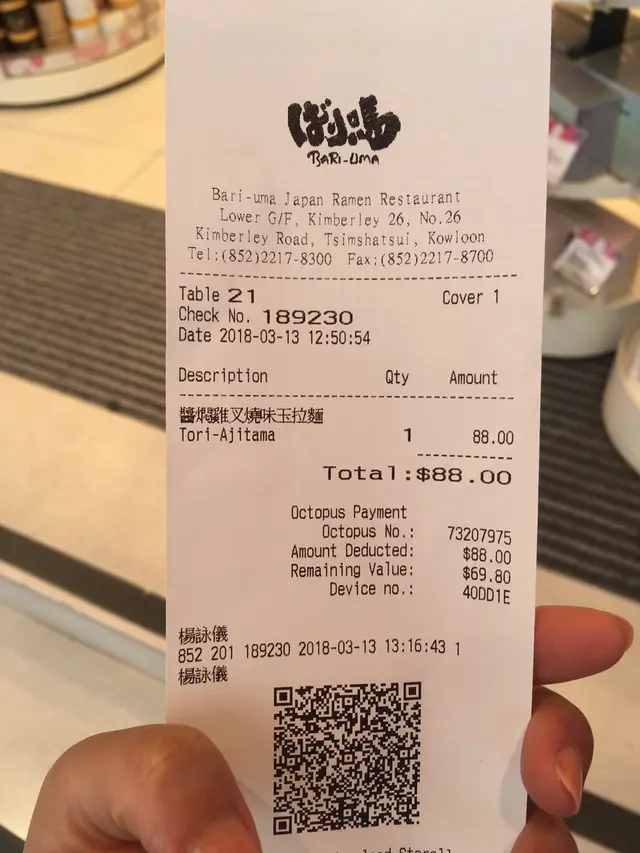 ばり馬
BARI-UMA
Bari-uma Japan Ramen Restaurant
Lower G/F, Kimberley 26, No.26
Kimberley Road, Tsimshatsui, Kowloon
Tel:(852)2217-8300 Fax:(852)2217-8700
Table 21 Cover 1
Check No. 189230
Date 2018-03-13 12:50:54
Description Qty Amount
醬燜雞叉燒味玉拉麵
Tori-Ajitama 1 88.00
Total:$88.00
Octopus Payment
Octopus No.: 73207975
Amount Deducted: $88.00
Remaining Value: $69.80
Device no.: 40DD1E
楊詠儀
852 201 189230 2018-03-13 13:16:43 1
楊詠儀